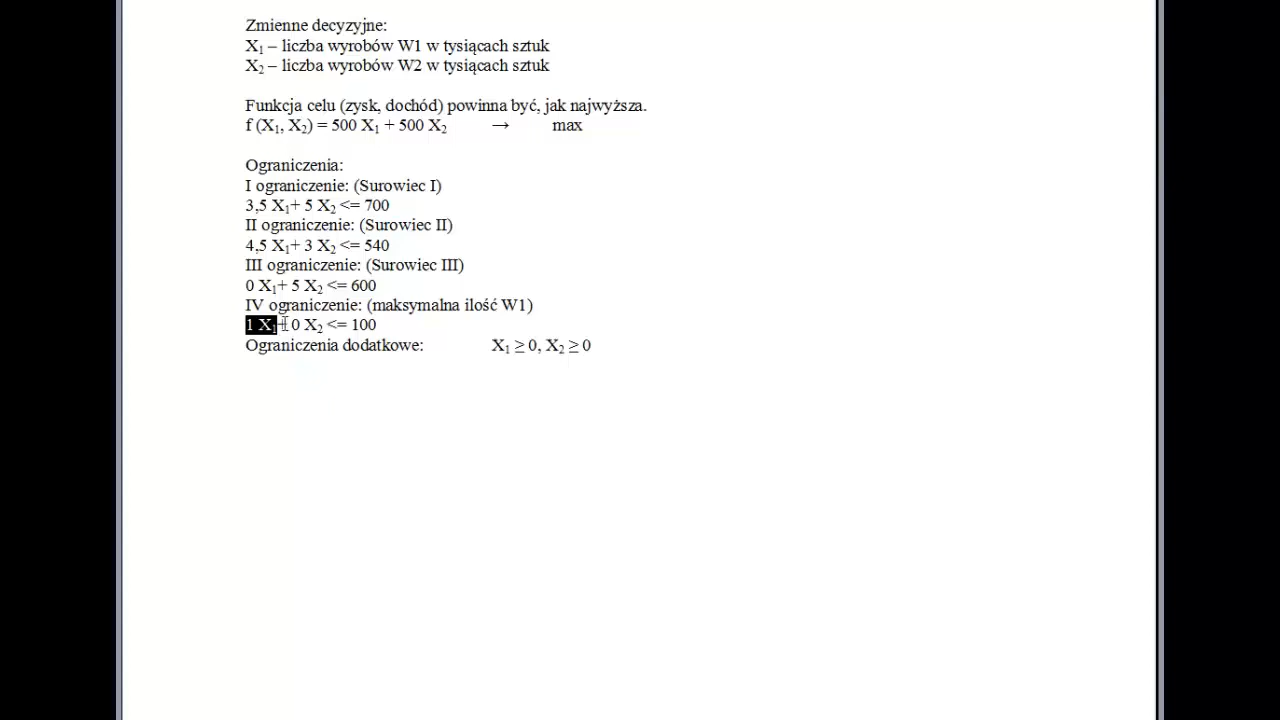 Zmienne decyzyjne:
X₁ – liczba wyrobów W1 w tysiącach sztuk
X₂ – liczba wyrobów W2 w tysiącach sztuk
Funkcja celu (zysk, dochód) powinna być, jak najwyższa.
f (X₁, X₂) = 500 X₁ + 500 X₂ → max
Ograniczenia:
I ograniczenie: (Surowiec I)
3,5 X₁+ 5 X₂ <= 700
II ograniczenie: (Surowiec II)
4,5 X₁+ 3 X₂ <= 540
III ograniczenie: (Surowiec III)
0 X₁+ 5 X₂ <= 600
IV ograniczenie: (maksymalna ilość W1)
1 X₁+ 0 X₂ <= 100
Ograniczenia dodatkowe: X₁ ≥ 0, X₂ ≥ 0